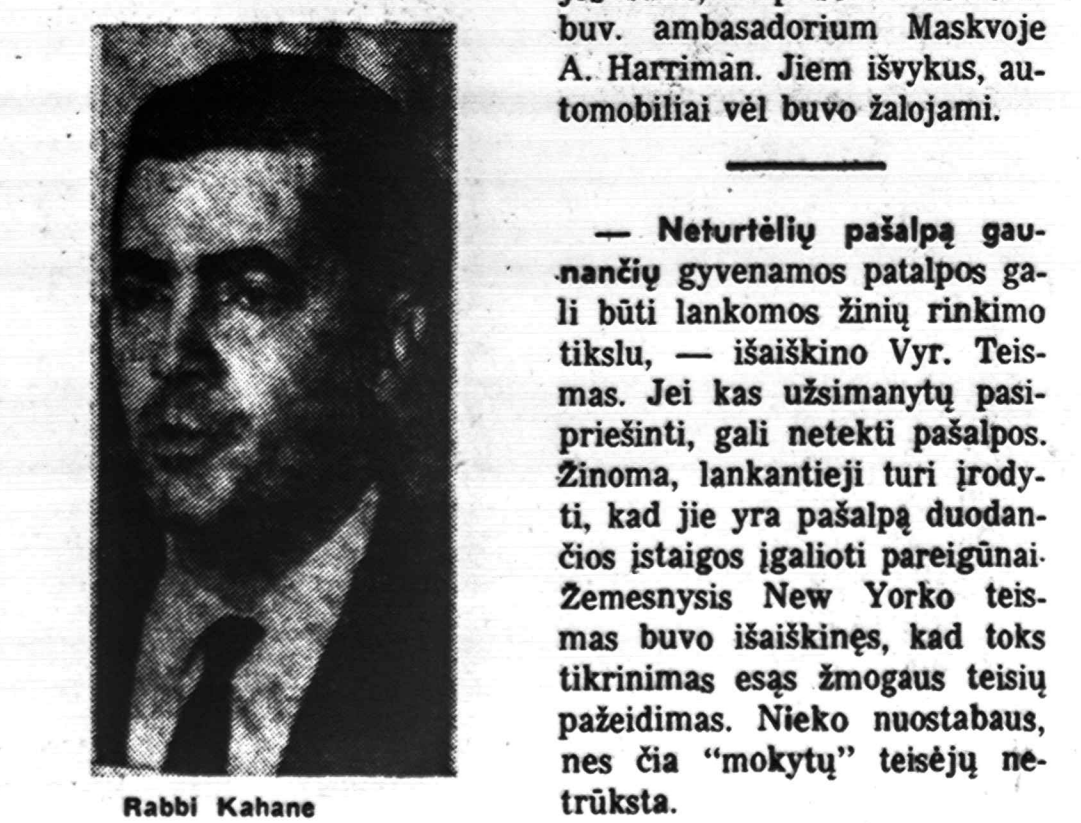 buv. ambasadorium Maskvoje
A. Harriman. Jiem išvykus, au-
tomobiliai vėl buvo žalojami.
— Neturtėlių pašalpą gau-
nančių gyvenamos patalpos ga-
li būti lankomos žinių rinkimo
tikslu, — išaiškino Vyr. Teis-
mas. Jei kas užsimanytų pasi-
priešinti, gali netekti pašalpos.
Žinoma, lankantieji turi įrody-
ti, kad jie yra pašalpą duodan-
čios įstaigos įgalioti pareigūnai.
Žemesnysis New Yorko teis-
mas buvo išaiškinęs, kad toks
tikrinimas esąs žmogaus teisių
pažeidimas. Nieko nuostabaus,
nes čia “mokytų” teisėjų ne-
trūksta.
Rabbi Kahane